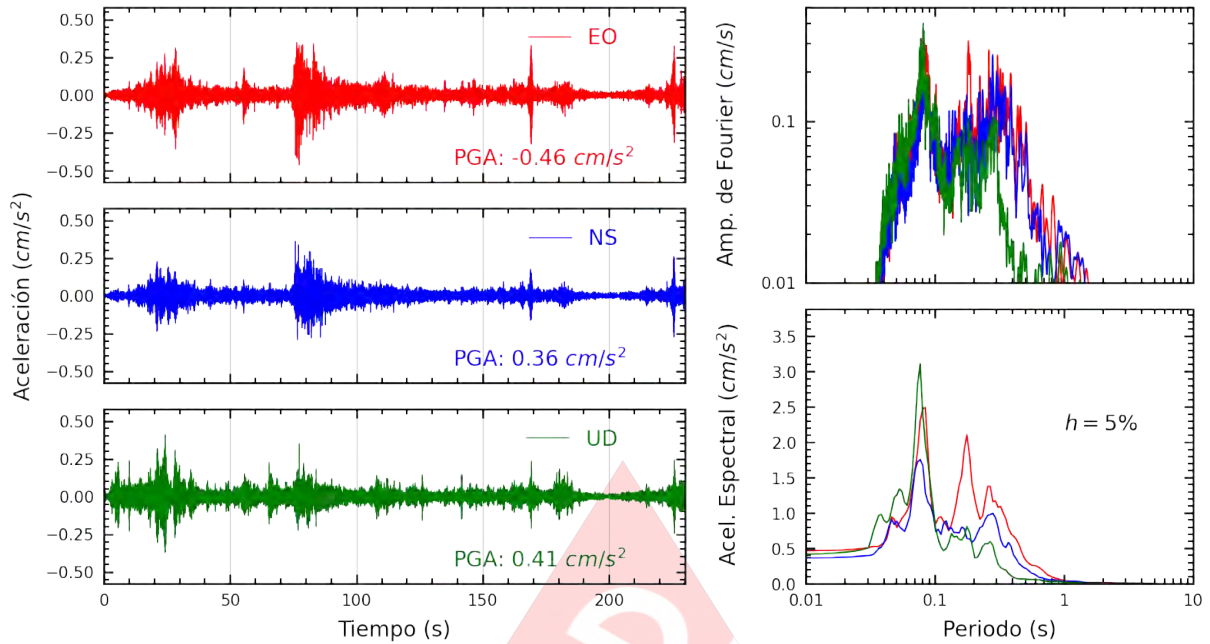 Aceleración (cm/s²)
0.50
0.25
0.00
−0.25
−0.50
EO
PGA: -0.46 cm/s²
0.50
0.25
0.00
−0.25
−0.50
NS
PGA: 0.36 cm/s²
0.50
0.25
0.00
−0.25
−0.50
UD
PGA: 0.41 cm/s²
0 50 100 150 200
Tiempo (s)
Amp. de Fourier (cm/s)
0.1
0.01
Acel. Espectral (cm/s²)
3.5
3.0
2.5
2.0
1.5
1.0
0.5
0.0
h = 5%
0.01 0.1 1 10
Periodo (s)